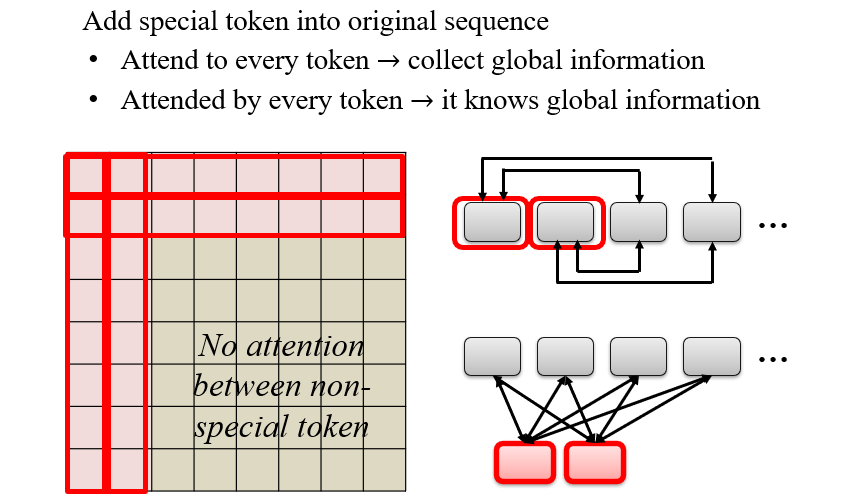 Add special token into original sequence
• Attend to every token → collect global information
• Attended by every token → it knows global information
No attention
between non-
special token
...
...